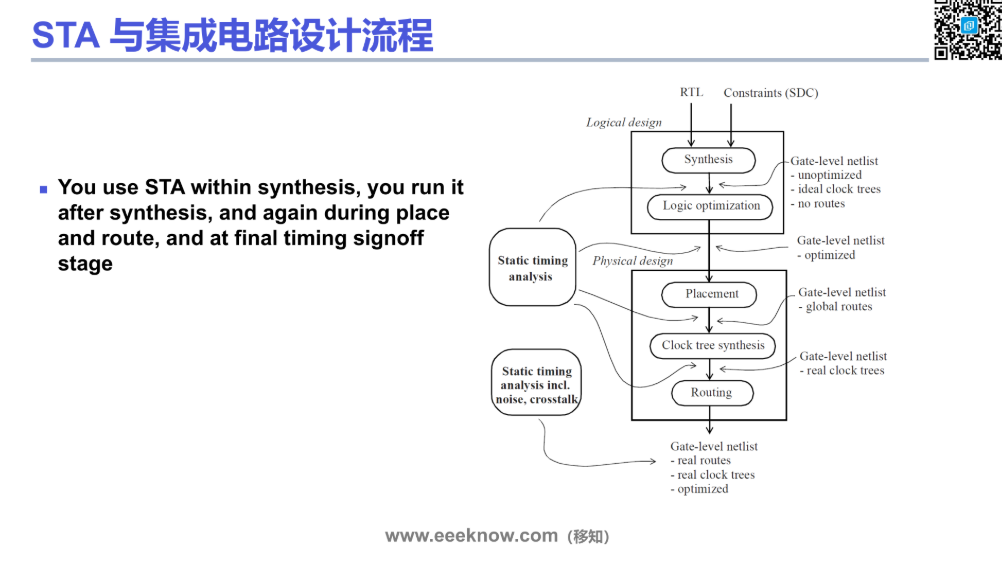 STA 与集成电路设计流程
You use STA within synthesis, you run it
after synthesis, and again during place
and route, and at final timing signoff
stage
RTL
Constraints (SDC)
Logical design
Synthesis
Logic optimization
Gate-level netlist
- unoptimized
- ideal clock trees
- no routes
Gate-level netlist
- optimized
Static timing
analysis
Physical design
Placement
Clock tree synthesis
Routing
Gate-level netlist
- global routes
Gate-level netlist
- real clock trees
Static timing
analysis incl.
noise, crosstalk
Gate-level netlist
- real routes
- real clock trees
- optimized
www.eeeknow.com（移知）